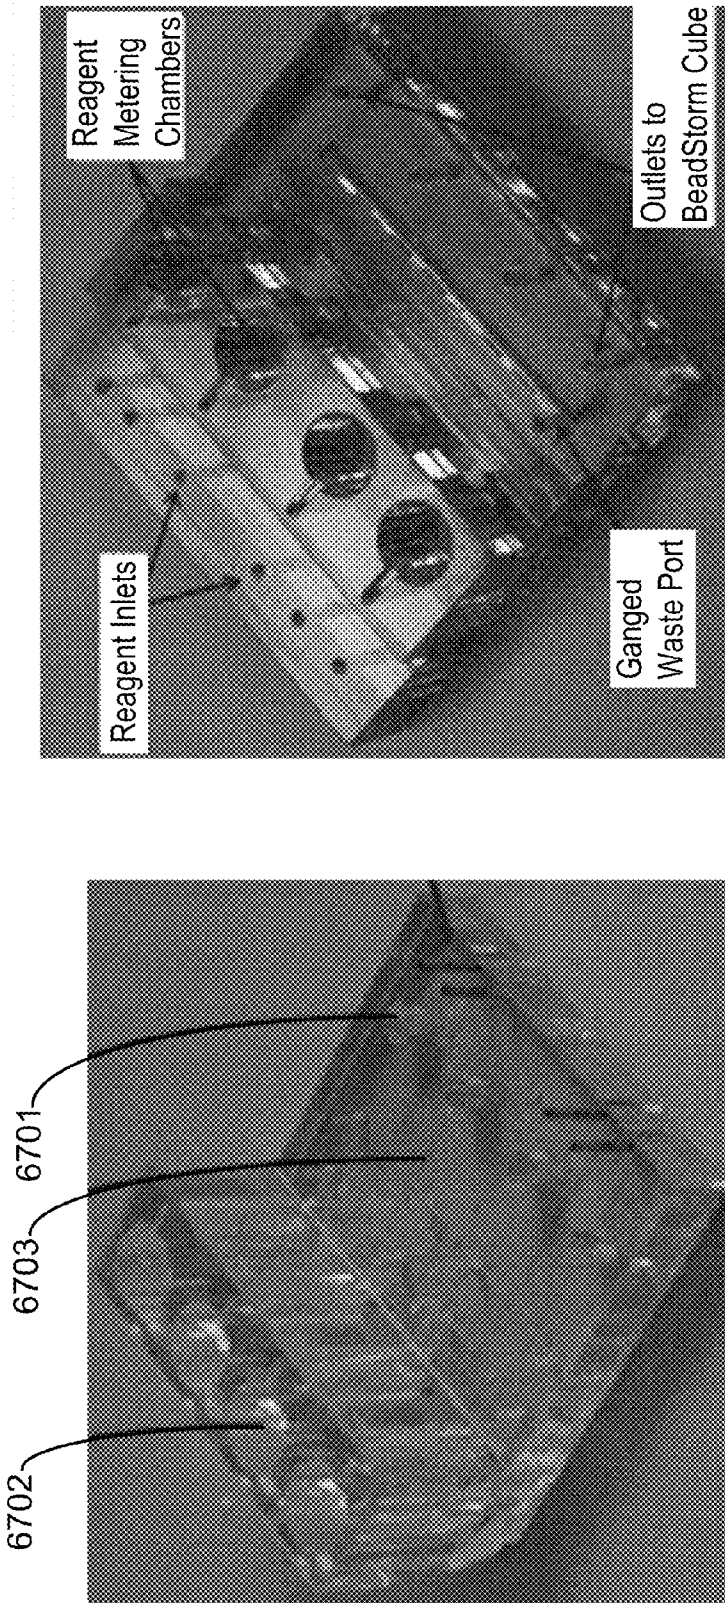 6702
6703
6701
Reagent Inlets
Reagent
Metering
Chambers
Ganged
Waste Port
Outlets to
BeadStorm Cube